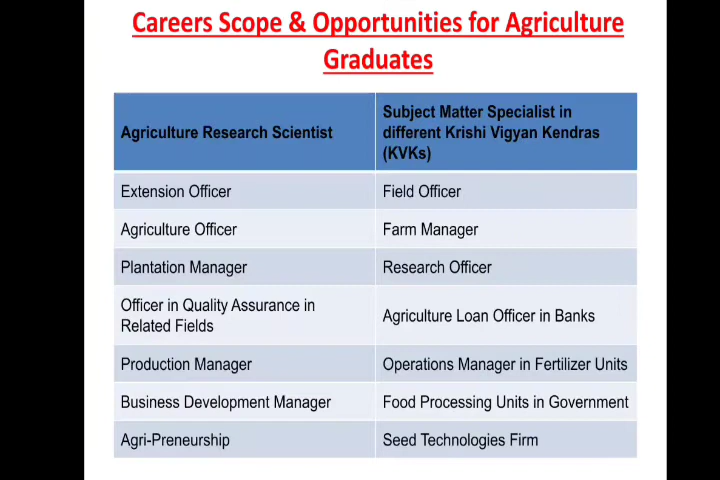 Careers Scope & Opportunities for Agriculture
Graduates
Agriculture Research Scientist
Subject Matter Specialist in
different Krishi Vigyan Kendras
(KVKs)
Extension Officer
Field Officer
Agriculture Officer
Farm Manager
Plantation Manager
Research Officer
Officer in Quality Assurance in
Related Fields
Agriculture Loan Officer in Banks
Production Manager
Operations Manager in Fertilizer Units
Business Development Manager
Food Processing Units in Government
Agri-Preneurship
Seed Technologies Firm